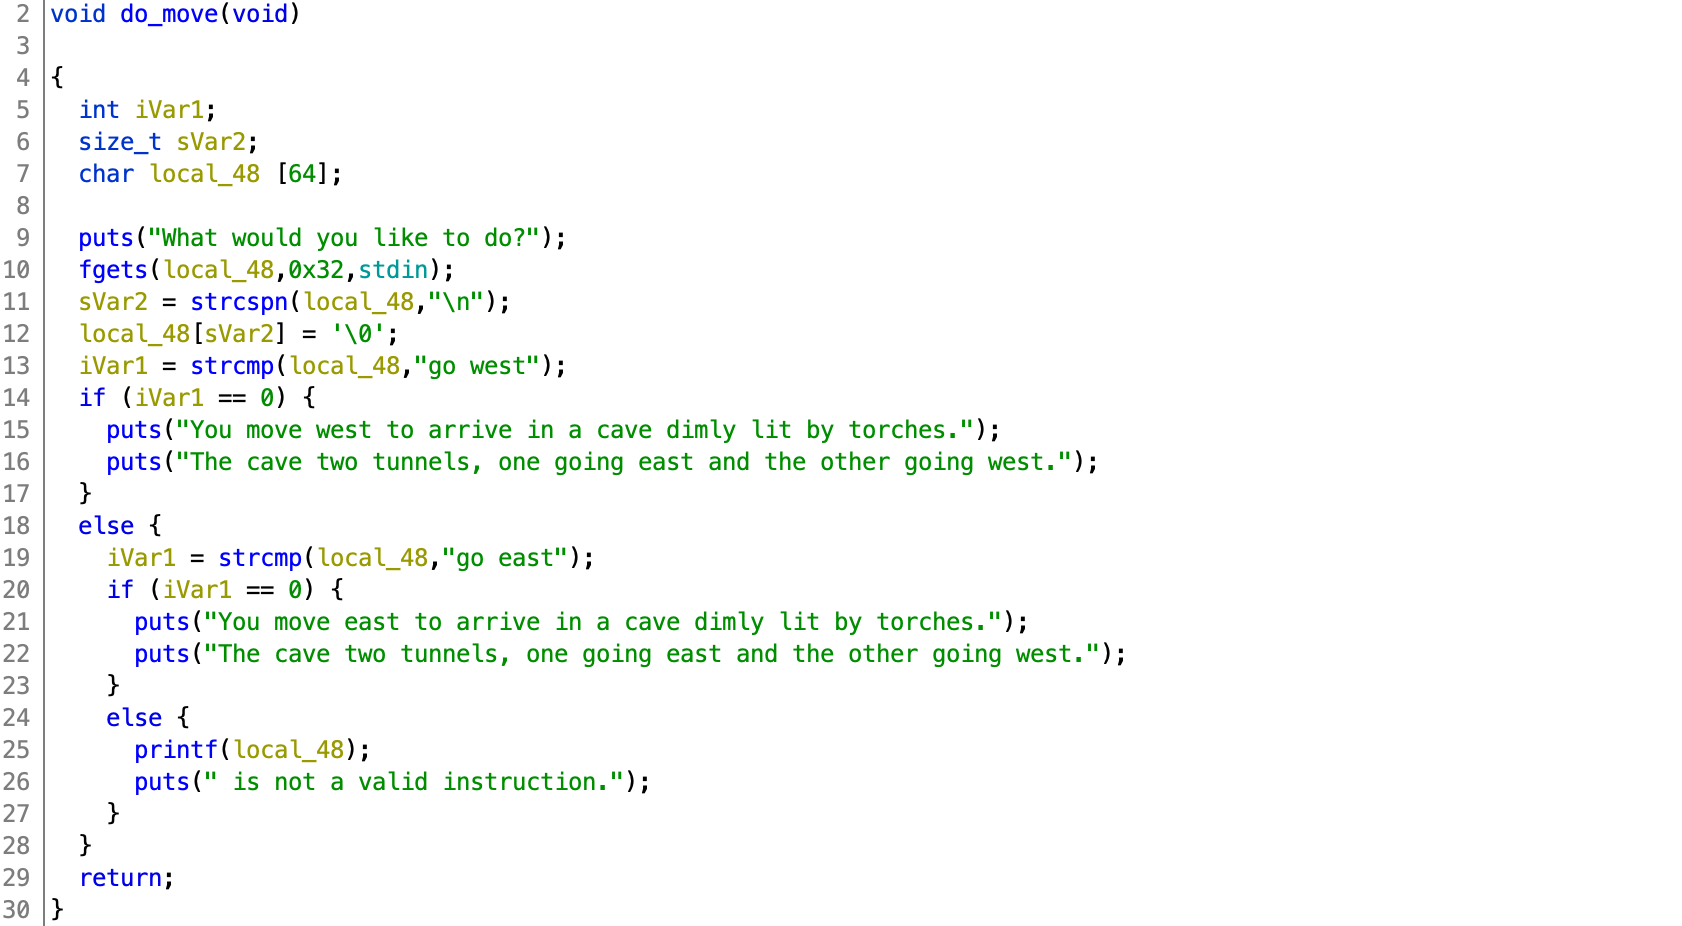 2 void do_move(void)
3
4 {
5 int iVar1;
6 size_t sVar2;
7 char local_48 [64];
8
9 puts("What would you like to do?");
10 fgets(local_48,0x32,stdin);
11 sVar2 = strcspn(local_48,"\n");
12 local_48[sVar2] = '\0';
13 iVar1 = strcmp(local_48,"go west");
14 if (iVar1 == 0) {
15 puts("You move west to arrive in a cave dimly lit by torches.");
16 puts("The cave two tunnels, one going east and the other going west.");
17 }
18 else {
19 iVar1 = strcmp(local_48,"go east");
20 if (iVar1 == 0) {
21 puts("You move east to arrive in a cave dimly lit by torches.");
22 puts("The cave two tunnels, one going east and the other going west.");
23 }
24 else {
25 printf(local_48);
26 puts(" is not a valid instruction.");
27 }
28 }
29 return;
30 }